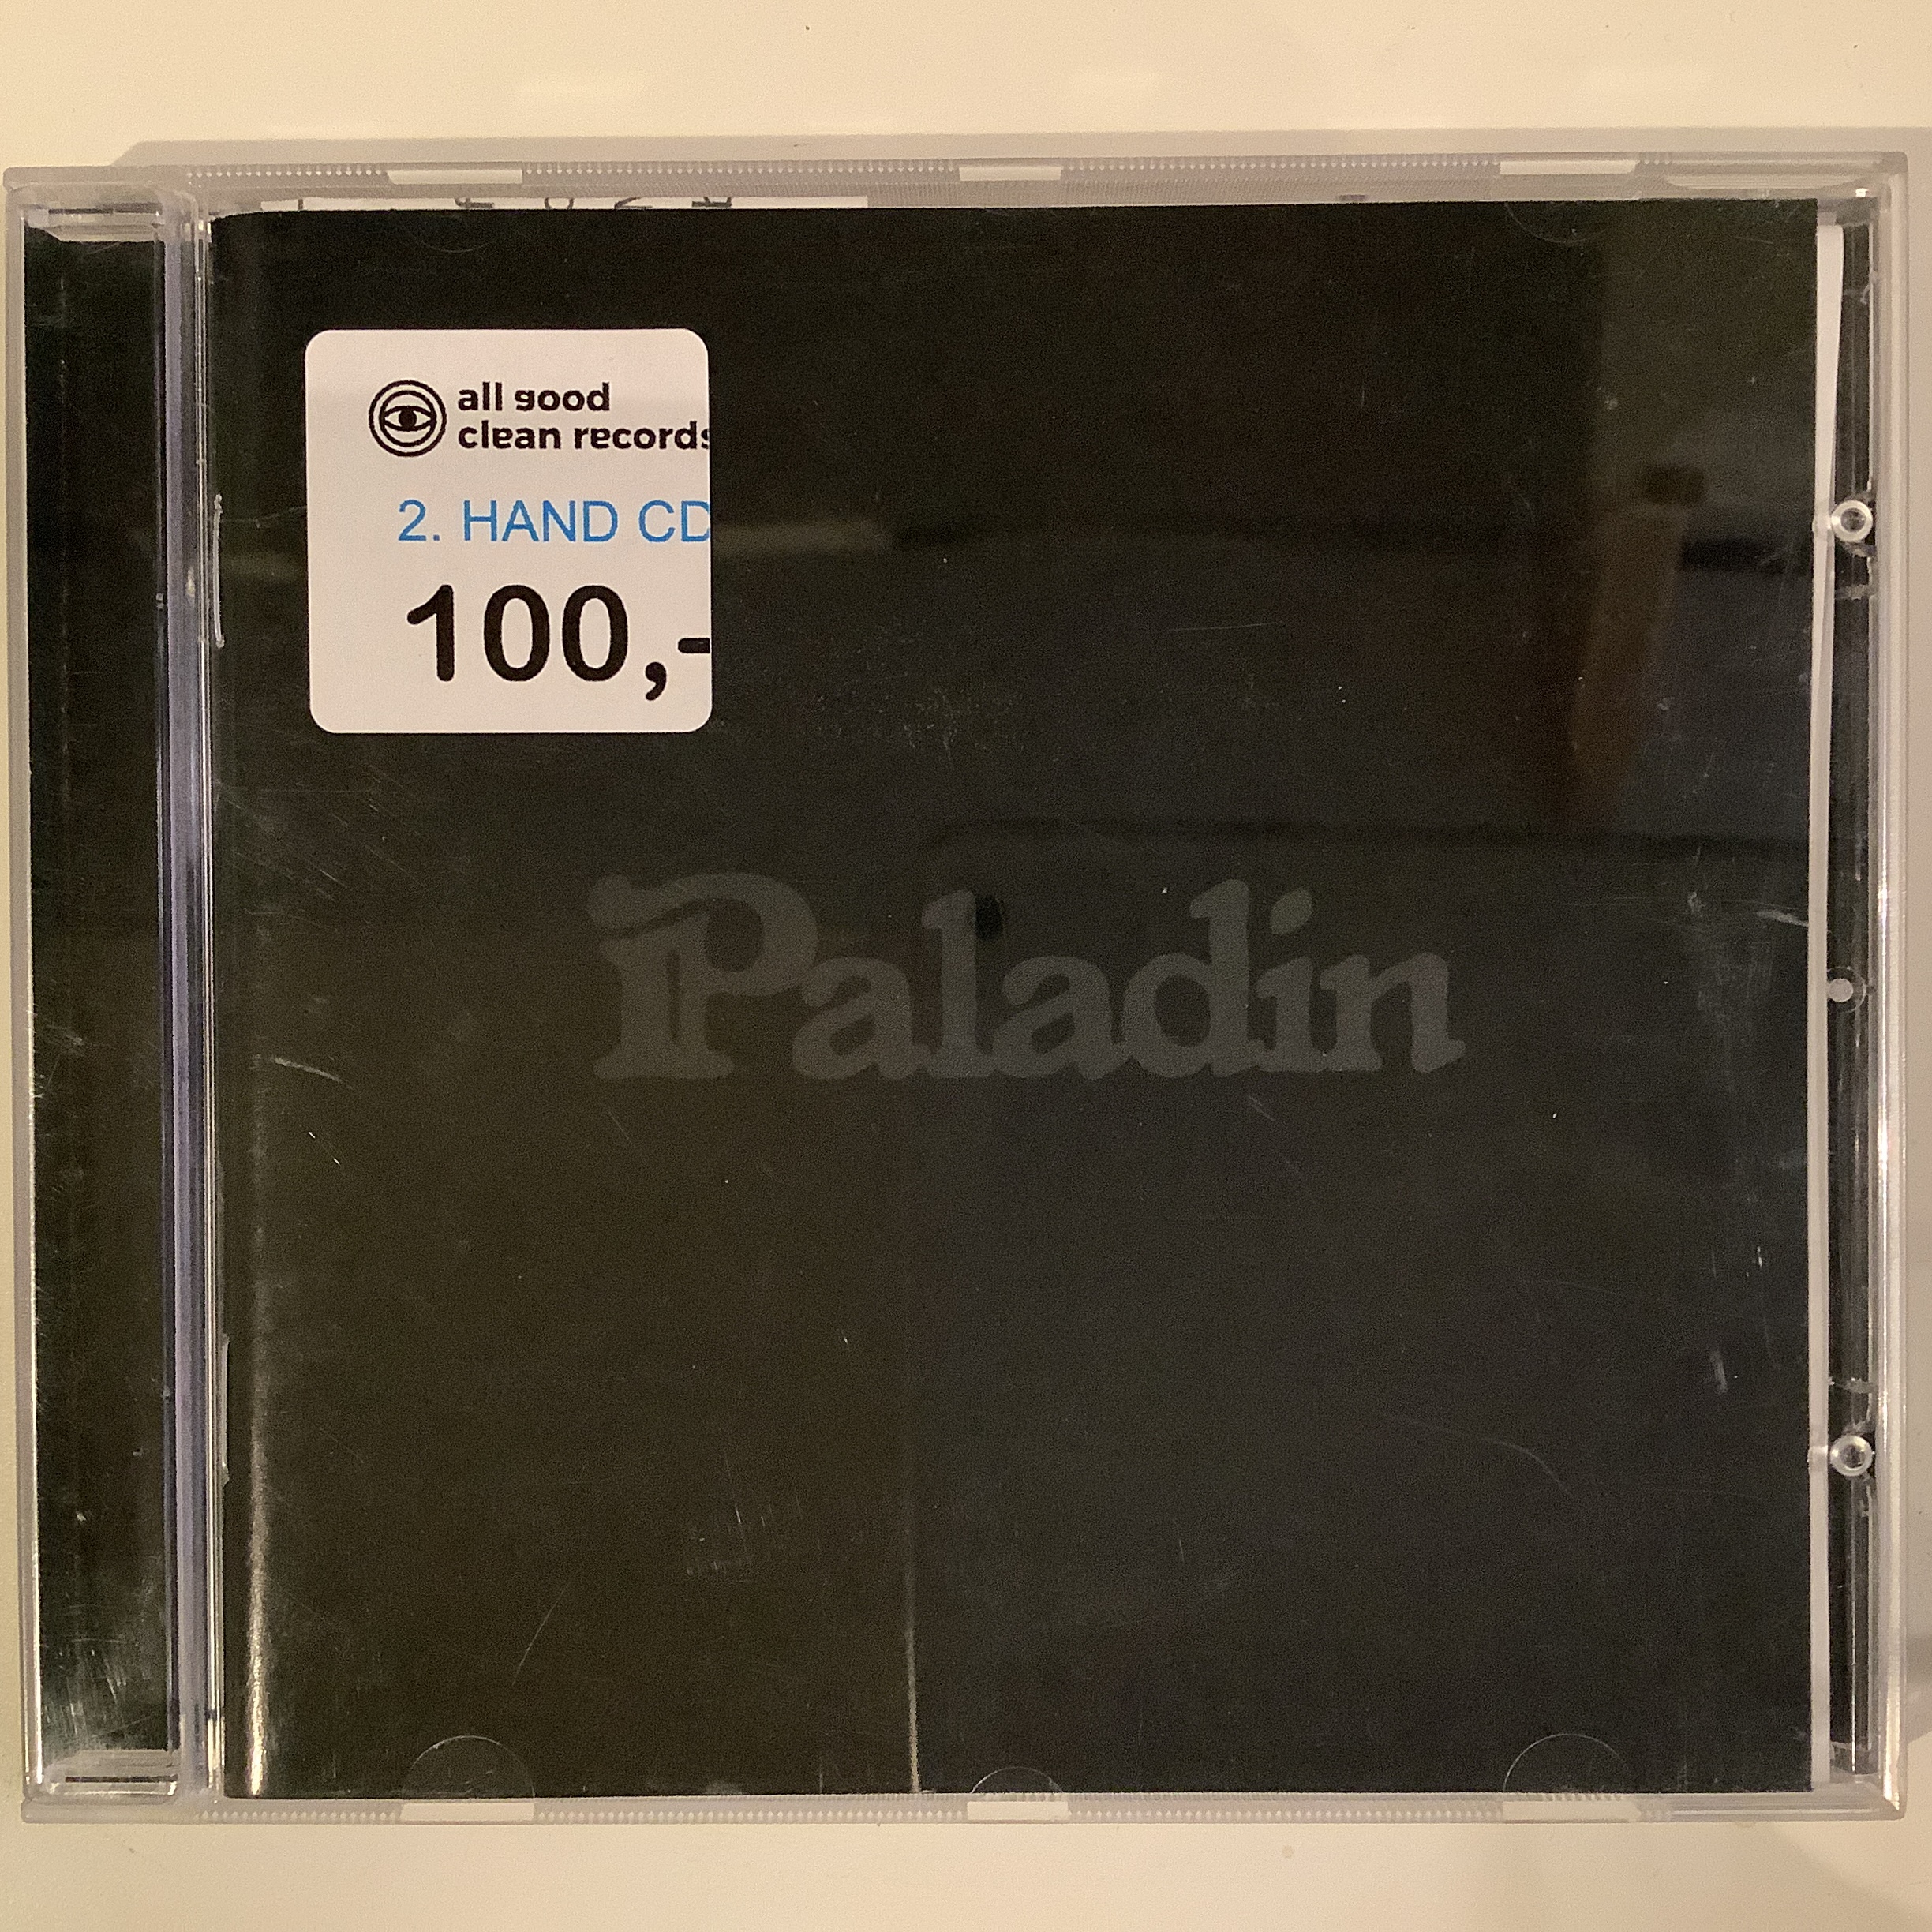 all good
clean records
2. HAND CD
100,-
Paladin